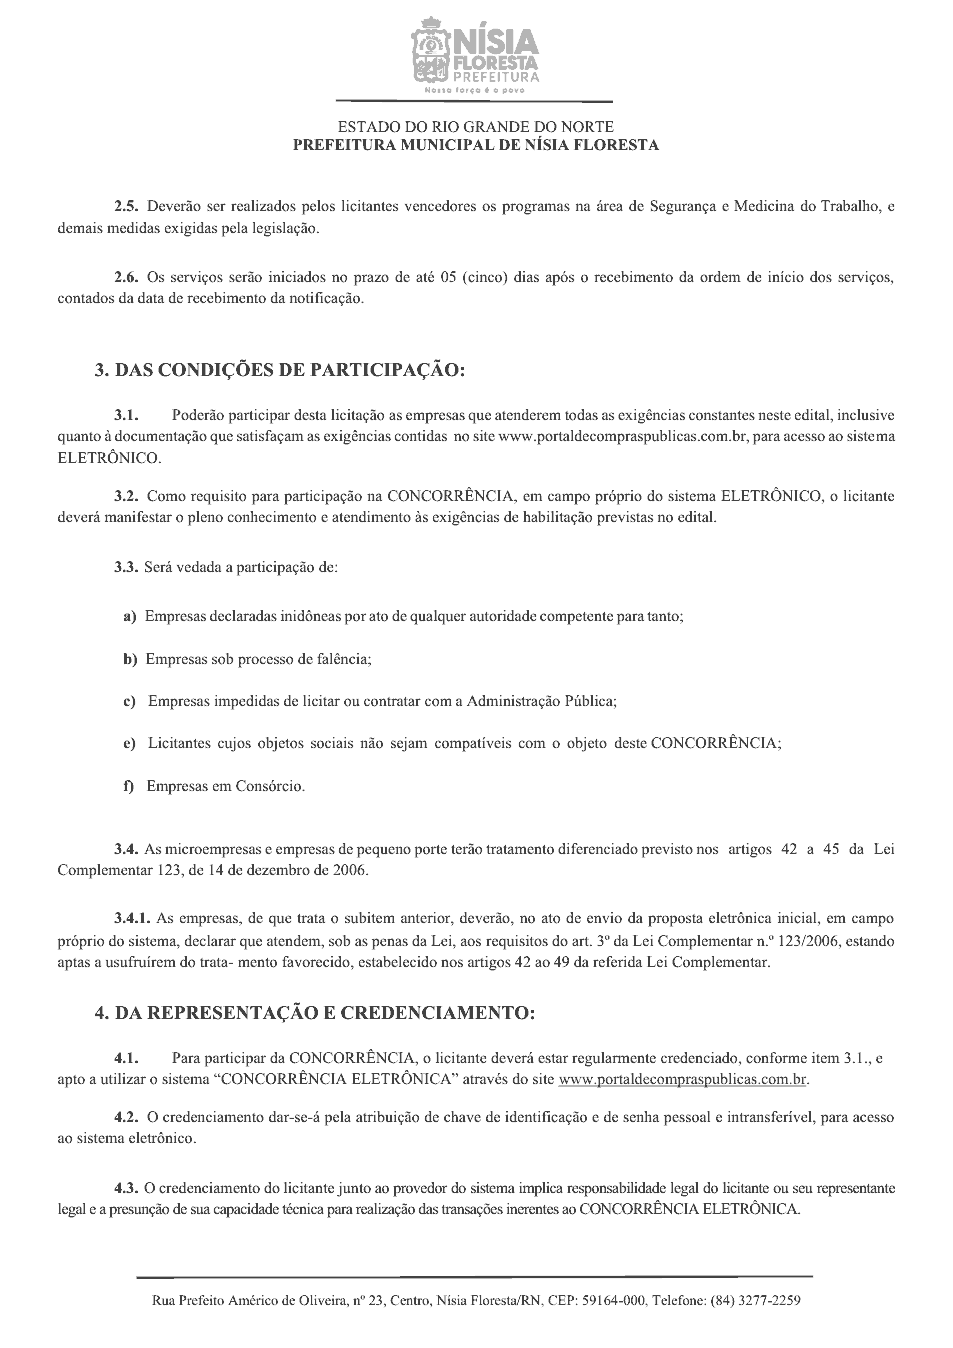 NÍSIA
FLORESTA
PREFEITURA
Nossa força é o povo
ESTADO DO RIO GRANDE DO NORTE
PREFEITURA MUNICIPAL DE NÍSIA FLORESTA
2.5. Deverão ser realizados pelos licitantes vencedores os programas na área de Segurança e Medicina do Trabalho, e
demais medidas exigidas pela legislação.
2.6. Os serviços serão iniciados no prazo de até 05 (cinco) dias após o recebimento da ordem de início dos serviços,
contados da data de recebimento da notificação.
3. DAS CONDIÇÕES DE PARTICIPAÇÃO:
3.1. Poderão participar desta licitação as empresas que atenderem todas as exigências constantes neste edital, inclusive
quanto à documentação que satisfaçam as exigências contidas no site www.portaldecompraspublicas.com.br, para acesso ao sistema
ELETRÔNICO.
3.2. Como requisito para participação na CONCORRÊNCIA, em campo próprio do sistema ELETRÔNICO, o licitante
deverá manifestar o pleno conhecimento e atendimento às exigências de habilitação previstas no edital.
3.3. Será vedada a participação de:
a) Empresas declaradas inidôneas por ato de qualquer autoridade competente para tanto;
b) Empresas sob processo de falência;
c) Empresas impedidas de licitar ou contratar com a Administração Pública;
e) Licitantes cujos objetos sociais não sejam compatíveis com o objeto deste CONCORRÊNCIA;
f) Empresas em Consórcio.
3.4. As microempresas e empresas de pequeno porte terão tratamento diferenciado previsto nos artigos 42 a 45 da Lei
Complementar 123, de 14 de dezembro de 2006.
3.4.1. As empresas, de que trata o subitem anterior, deverão, no ato de envio da proposta eletrônica inicial, em campo
próprio do sistema, declarar que atendem, sob as penas da Lei, aos requisitos do art. 3º da Lei Complementar n.º 123/2006, estando
aptas a usufruírem do trata- mento favorecido, estabelecido nos artigos 42 ao 49 da referida Lei Complementar.
4. DA REPRESENTAÇÃO E CREDENCIAMENTO:
4.1. Para participar da CONCORRÊNCIA, o licitante deverá estar regularmente credenciado, conforme item 3.1., e
apto a utilizar o sistema “CONCORRÊNCIA ELETRÔNICA” através do site www.portaldecompraspublicas.com.br.
4.2. O credenciamento dar-se-á pela atribuição de chave de identificação e de senha pessoal e intransferível, para acesso
ao sistema eletrônico.
4.3. O credenciamento do licitante junto ao provedor do sistema implica responsabilidade legal do licitante ou seu representante
legal e a presunção de sua capacidade técnica para realização das transações inerentes ao CONCORRÊNCIA ELETRÔNICA.
Rua Prefeito Américo de Oliveira, nº 23, Centro, Nísia Floresta/RN, CEP: 59164-000, Telefone: (84) 3277-2259